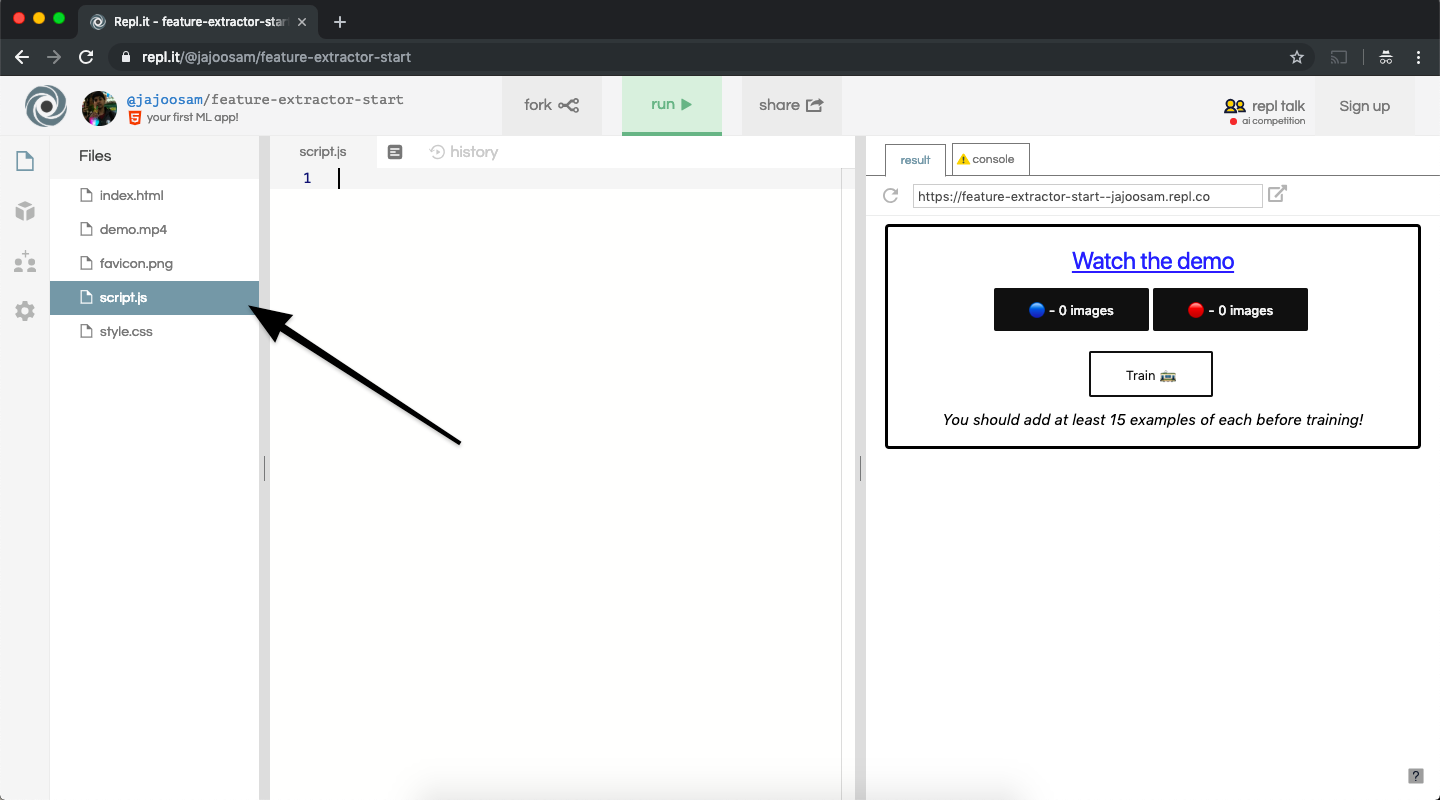 Repl.it - feature-extractor-star
repl.it/@jajoosam/feature-extractor-start
@jajoosam/feature-extractor-start
your first ML app!
fork
run
share
repl talk
ai competition
Sign up
Files
index.html
demo.mp4
favicon.png
script.js
style.css
script.js
history
1
result
console
https://feature-extractor-start--jajoosam.repl.co
Watch the demo
🔵 - 0 images
🔴 - 0 images
Train 🚋
You should add at least 15 examples of each before training!
?